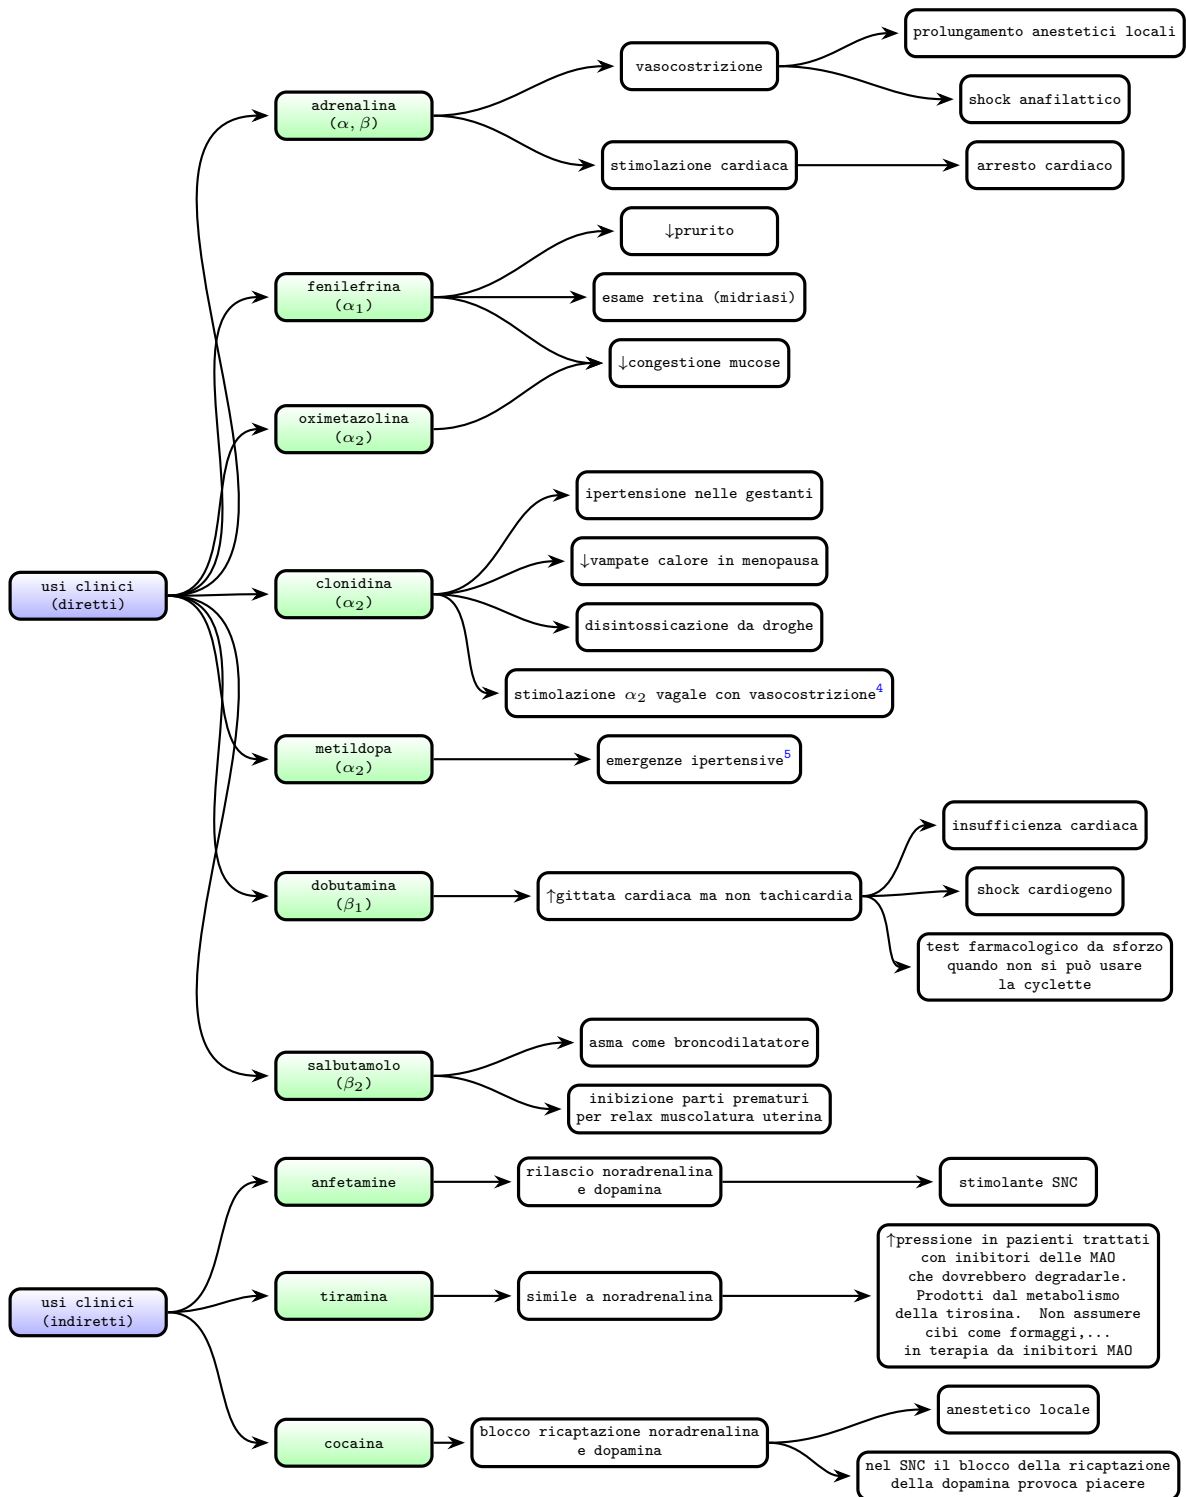 prolungamento anestetici locali
vasocostrizione
shock anafilattico
adrenalina
(α, β)
stimolazione cardiaca
arresto cardiaco
↓prurito
fenilefrina
(α₁)
esame retina (midriasi)
↓congestione mucose
oximetazolina
(α₂)
ipertensione nelle gestanti
↓vampate calore in menopausa
usi clinici
(diretti)
clonidina
(α₂)
disintossicazione da droghe
stimolazione α₂ vagale con vasocostrizione⁴
metildopa
(α₂)
emergenze ipertensive⁵
insufficienza cardiaca
dobutamina
(β₁)
↑gittata cardiaca ma non tachicardia
shock cardiogeno
test farmacologico da sforzo
quando non si può usare
la cyclette
asma come broncodilatatore
salbutamolo
(β₂)
inibizione parti prematuri
per relax muscolatura uterina
anfetamine
rilascio noradrenalina
e dopamina
stimolante SNC
usi clinici
(indiretti)
tiramina
simile a noradrenalina
↑pressione in pazienti trattati
con inibitori delle MAO
che dovrebbero degradarle.
Prodotti dal metabolismo
della tirosina. Non assumere
cibi come formaggi,...
in terapia da inibitori MAO
cocaina
blocco ricaptazione noradrenalina
e dopamina
anestetico locale
nel SNC il blocco della ricaptazione
della dopamina provoca piacere